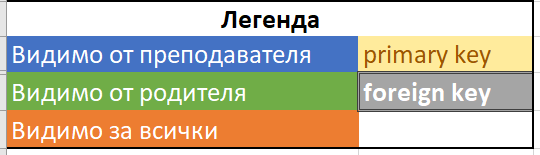 Легенда
Видимо от преподавателя primary key
Видимо от родителя foreign key
Видимо за всички